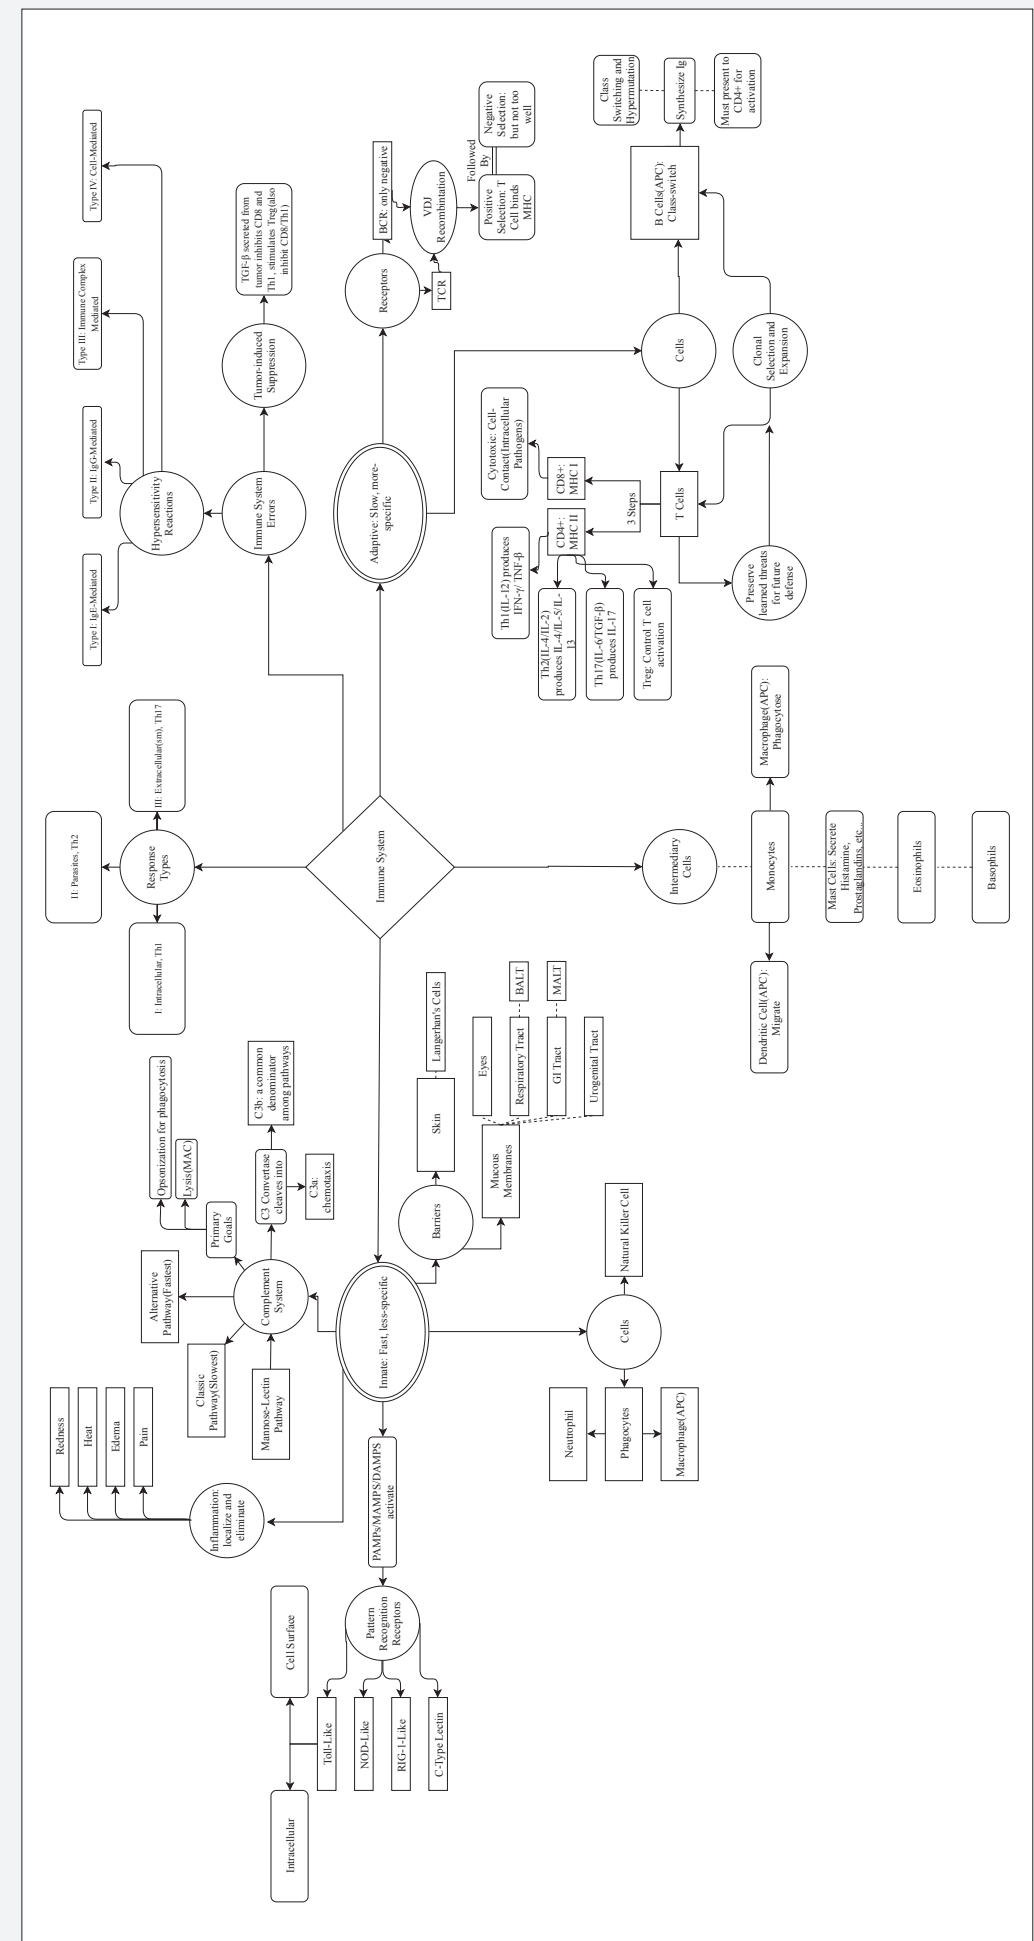 Redness
Heat
Edema
Pain
Inflammation:
localize and
eliminate
Opsonization for phagocytosis
Lysis(MAC)
Primary
Goals
Alternative
Pathway(Fastest)
Classic
Pathway(Slowest)
Mannose-Lectin
Pathway
Complement
System
C3 Convertase
cleaves into
C3b: a common
denominator
among pathways
C3a:
chemotaxis
Intracellular
Cell Surface
Toll-Like
NOD-Like
RIG-1-Like
C-Type Lectin
Pattern
Recognition
Receptors
PAMPs/MAMPS/DAMPS
activate
Innate: Fast, less-specific
Barriers
Skin
Langerhan's Cells
Mucous
Membranes
Eyes
Respiratory Tract
BALT
GI Tract
MALT
Urogenital Tract
Cells
Natural Killer Cell
Phagocytes
Neutrophil
Macrophage(APC)
II: Parasites, Th2
Response
Types
I: Intracellular, Th1
III: Extracellular(sm), Th17
Immune System
Intermediary
Cells
Monocytes
Dendritic Cell(APC):
Migrate
Macrophage(APC):
Phagocytose
Mast Cells: Secrete
Histamine,
Prostaglandins, etc...
Eosinophils
Basophils
Type I: IgE-Mediated
Type II: IgG-Mediated
Type III: Immune Complex
Mediated
Type IV: Cell-Mediated
Hypersensitivity
Reactions
Immune System
Errors
Tumor-induced
Suppression
TGF-β secreted from
tumor inhibits CD8 and
Th1, stimulates Treg(also
inhibit CD8/Th1)
Adaptive: Slow, more-
specific
Receptors
BCR: only negative
TCR
VDJ
Recombintation
Positive
Selection: T
Cell binds
MHC
Followed
By
Negative
Selection:
but not too
well
Cells
T Cells
3 Steps
CD8+:
MHC I
Cytotoxic: Cell-
Contact(Intracellular
Pathogens)
CD4+:
MHC II
Th1(IL-12) produces
IFN-γ/ TNF-β
Th2(IL-4/IL-2)
produces IL-4/IL-5/IL-
13
Th17(IL-6/TGF-β)
produces IL-17
Treg: Control T cell
activation
Preserve
learned threats
for future
defense
Clonal
Selection and
Expansion
B Cells(APC):
Class-switch
Synthesize Ig
Class
Switching and
Hypermutation
Must present to
CD4+ for
activation